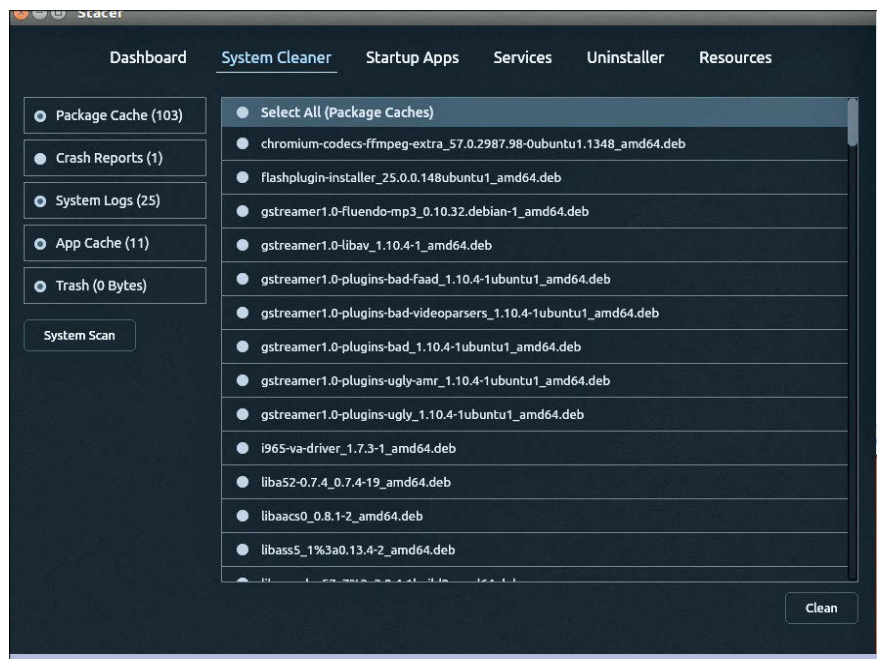 Stacer
Dashboard System Cleaner Startup Apps Services Uninstaller Resources
Package Cache (103)
Crash Reports (1)
System Logs (25)
App Cache (11)
Trash (0 Bytes)
System Scan
Select All (Package Caches)
chromium-codecs-ffmpeg-extra_57.0.2987.98-0ubuntu1.1348_amd64.deb
flashplugin-installer_25.0.0.148ubuntu1_amd64.deb
gstreamer1.0-fluendo-mp3_0.10.32.debian-1_amd64.deb
gstreamer1.0-libav_1.10.4-1_amd64.deb
gstreamer1.0-plugins-bad-faad_1.10.4-1ubuntu1_amd64.deb
gstreamer1.0-plugins-bad-videoparsers_1.10.4-1ubuntu1_amd64.deb
gstreamer1.0-plugins-bad_1.10.4-1ubuntu1_amd64.deb
gstreamer1.0-plugins-ugly-amr_1.10.4-1ubuntu1_amd64.deb
gstreamer1.0-plugins-ugly_1.10.4-1ubuntu1_amd64.deb
i965-va-driver_1.7.3-1_amd64.deb
liba52-0.7.4_0.7.4-19_amd64.deb
libaacs0_0.8.1-2_amd64.deb
libass5_1%3a0.13.4-2_amd64.deb
Clean